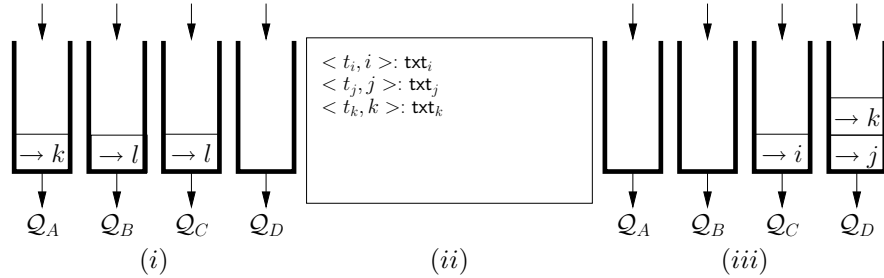 < t_i, i >: txt_i
< t_j, j >: txt_j
< t_k, k >: txt_k
→ k
→ k → l → l → i → j
Q_A Q_B Q_C Q_D Q_A Q_B Q_C Q_D
(i) (ii) (iii)